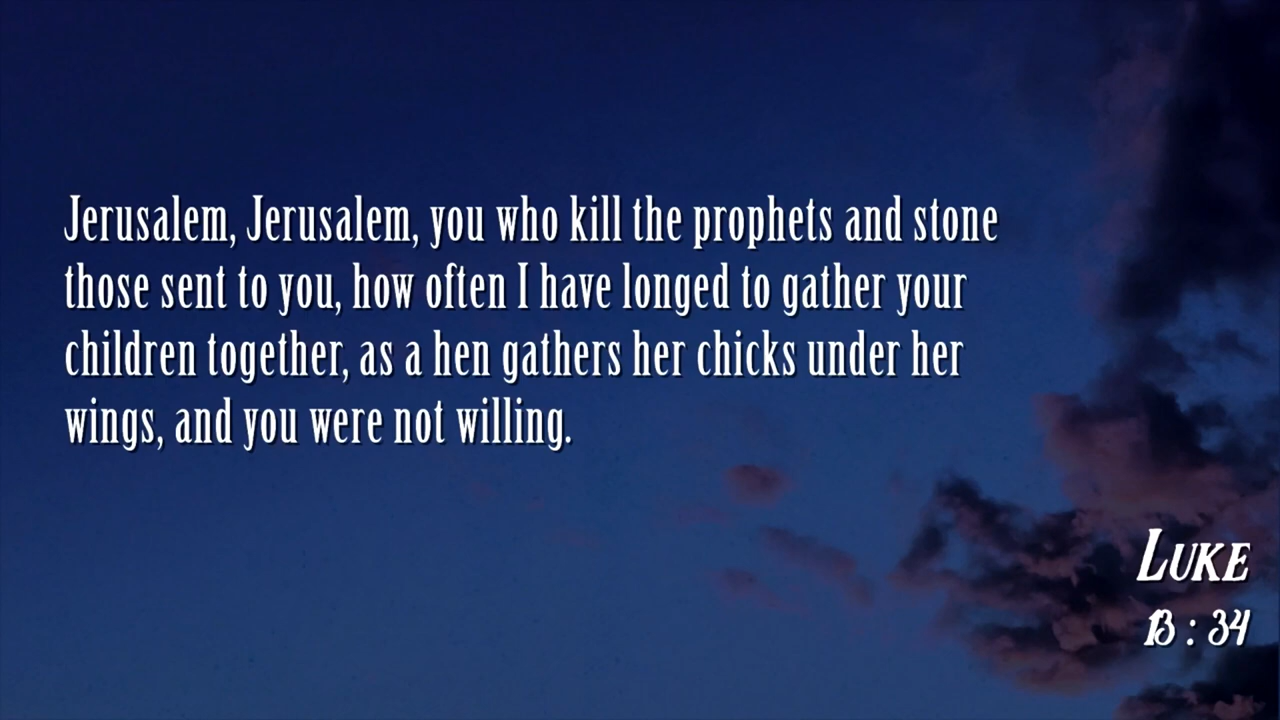 Jerusalem, Jerusalem, you who kill the prophets and stone
those sent to you, how often I have longed to gather your
children together, as a hen gathers her chicks under her
wings, and you were not willing.
LUKE
13 : 34